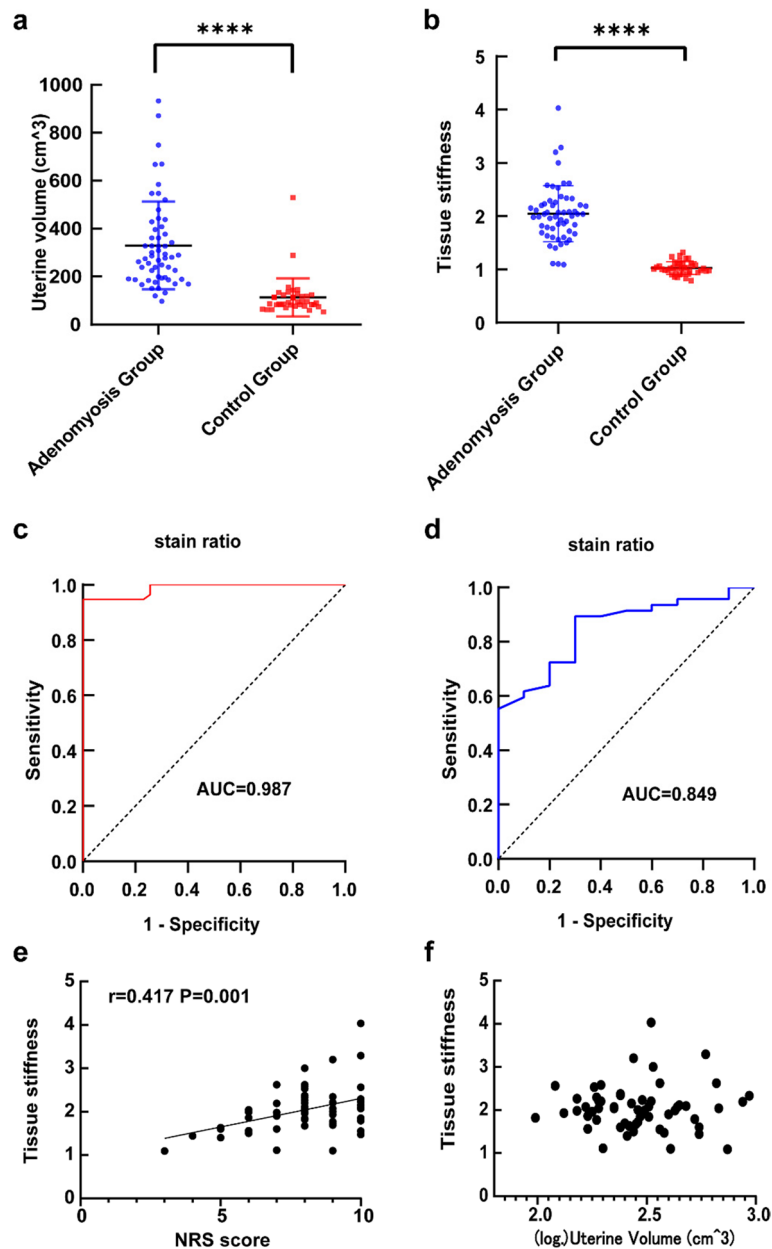 a
****
Uterine volume (cm^3)
1000
800
600
400
200
0
Adenomyosis Group
Control Group
b
****
Tissue stiffness
5
4
3
2
1
0
Adenomyosis Group
Control Group
c
stain ratio
Sensitivity
1.0
0.8
0.6
0.4
0.2
0.0
AUC=0.987
0.0 0.2 0.4 0.6 0.8 1.0
1 - Specificity
d
stain ratio
Sensitivity
1.0
0.8
0.6
0.4
0.2
0.0
AUC=0.849
0.0 0.2 0.4 0.6 0.8 1.0
1 - Specificity
e
r=0.417 P=0.001
Tissue stiffness
5
4
3
2
1
0
0 5 10
NRS score
f
Tissue stiffness
5
4
3
2
1
0
2.0 2.5 3.0
(log.)Uterine Volume (cm^3)